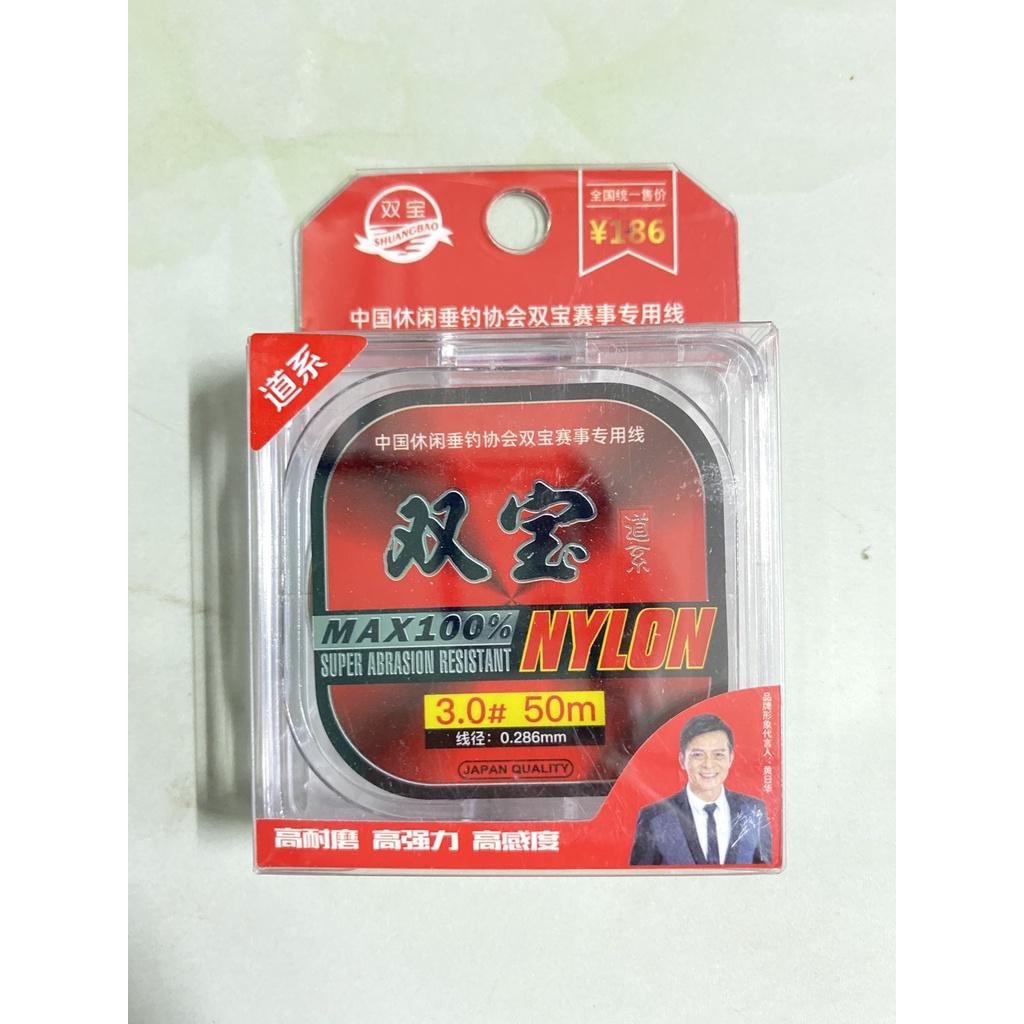 双宝
SHUANGBAO
全国统一售价
¥186
中国休闲垂钓协会双宝赛事专用线
道系
中国休闲垂钓协会双宝赛事专用线
双宝
道系
MAX100%
SUPER ABRASION RESISTANT
NYLON
3.0# 50m
线径：0.286mm
JAPAN QUALITY
品牌形象代言人：黄日华
高耐磨 高强力 高感度